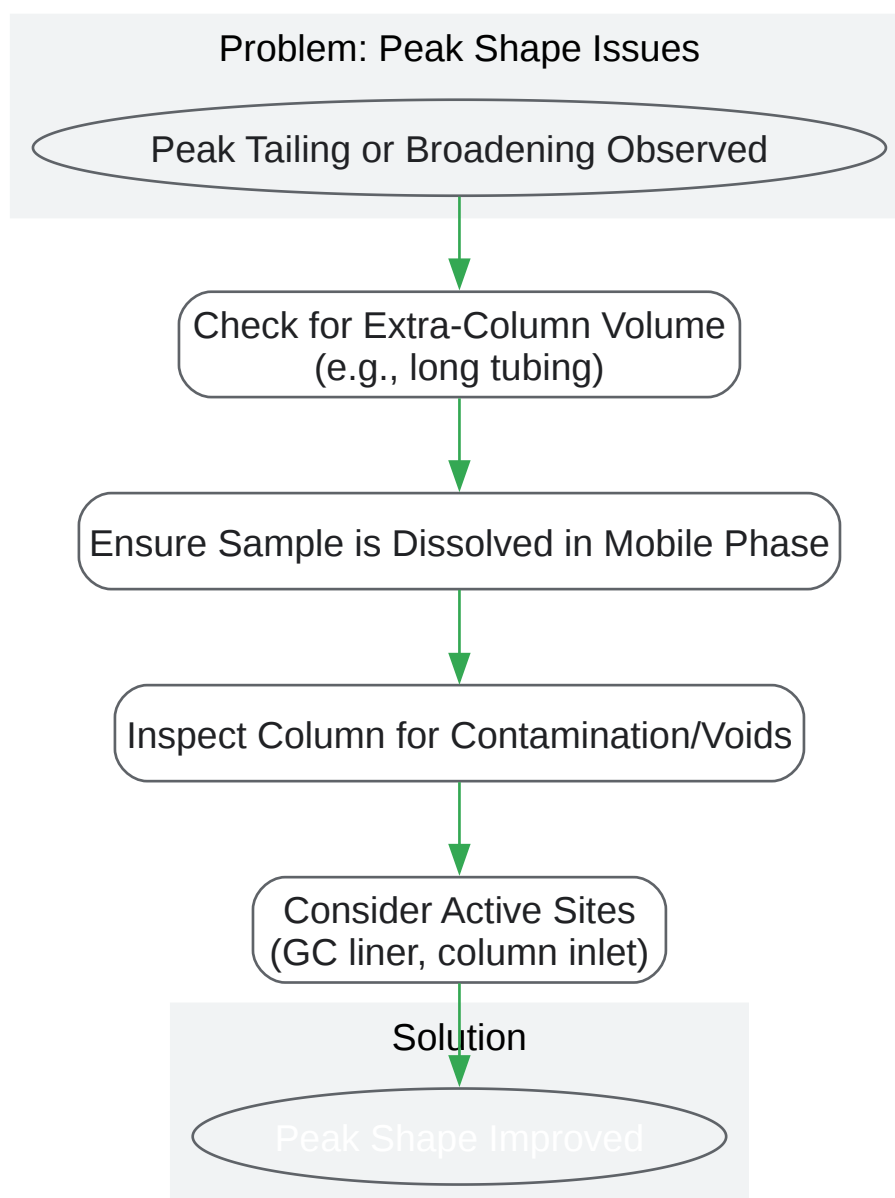 Problem: Peak Shape Issues
Peak Tailing or Broadening Observed
Check for Extra-Column Volume
(e.g., long tubing)
Ensure Sample is Dissolved in Mobile Phase
Inspect Column for Contamination/Voids
Consider Active Sites
(GC liner, column inlet)
Solution
Peak Shape Improved